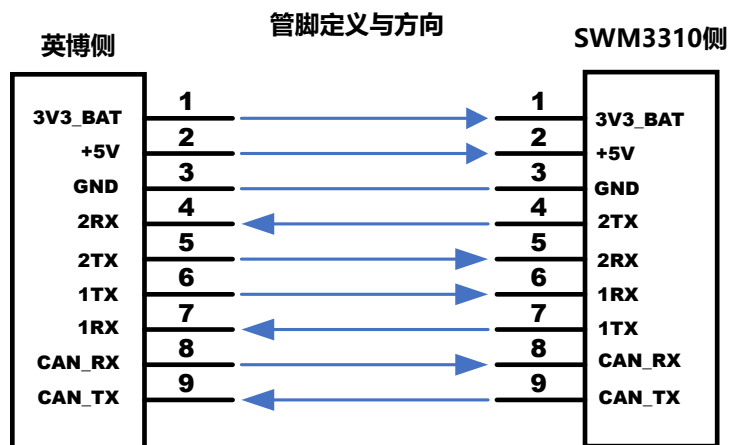 管脚定义与方向
英博侧 SWM3310侧
3V3_BAT 1 1 3V3_BAT
+5V 2 2 +5V
GND 3 3 GND
2RX 4 4 2TX
2TX 5 5 2RX
1TX 6 6 1RX
1RX 7 7 1TX
CAN_RX 8 8 CAN_RX
CAN_TX 9 9 CAN_TX